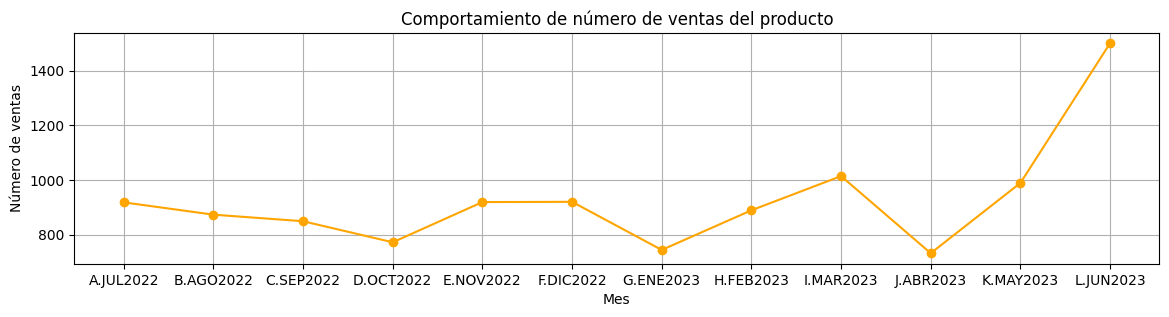 Comportamiento de número de ventas del producto
Número de ventas
1400
1200
1000
800
A.JUL2022 B.AGO2022 C.SEP2022 D.OCT2022 E.NOV2022 F.DIC2022 G.ENE2023 H.FEB2023 I.MAR2023 J.ABR2023 K.MAY2023 L.JUN2023
Mes